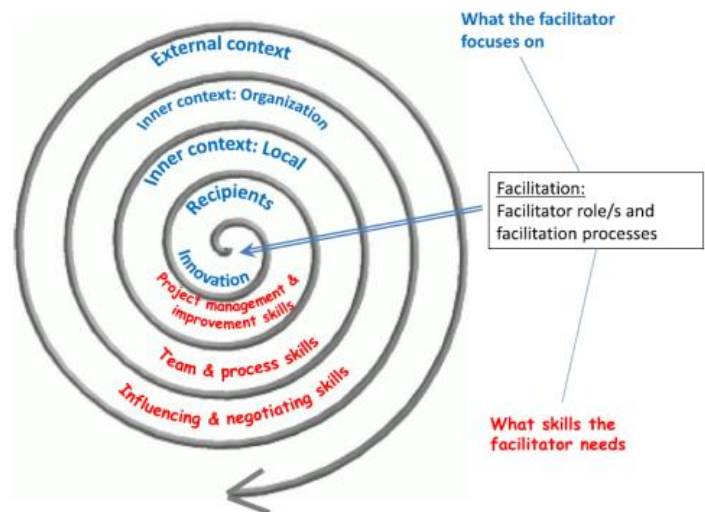 What the facilitator
focuses on
External context
Inner context: Organization
Inner context: Local
Recipients
Innovation
Project management &
improvement skills
Team & process skills
Influencing & negotiating skills
Facilitation:
Facilitator role/s and
facilitation processes
What skills the
facilitator needs